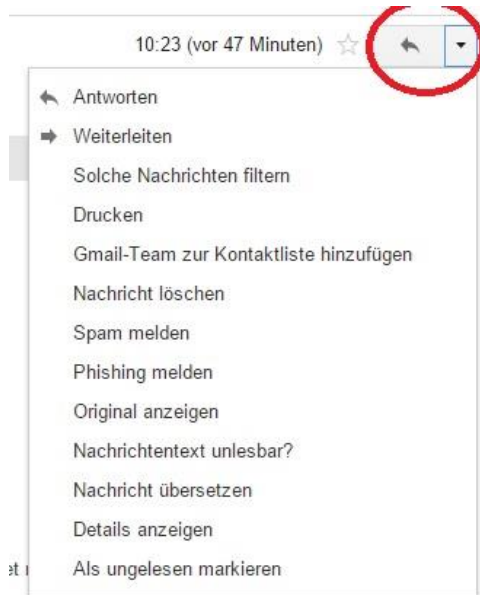 10:23 (vor 47 Minuten)
Antworten
Weiterleiten
Solche Nachrichten filtern
Drucken
Gmail-Team zur Kontaktliste hinzufügen
Nachricht löschen
Spam melden
Phishing melden
Original anzeigen
Nachrichtentext unlesbar?
Nachricht übersetzen
Details anzeigen
Als ungelesen markieren